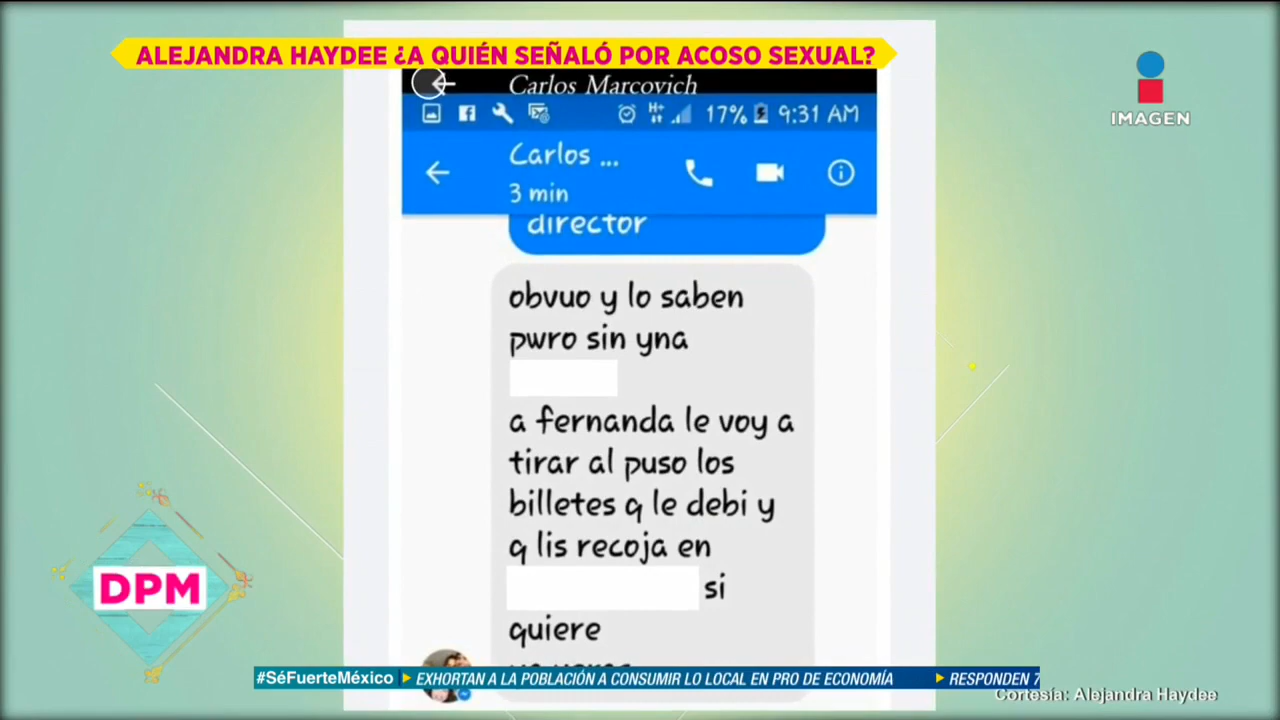 ALEJANDRA HAYDEE ¿A QUIÉN SEÑALÓ POR ACOSO SEXUAL?
IMAGEN
Carlos Marcovich
17% 9:31 AM
Carlos ...
3 min
director
obvuo y lo saben
pwro sin yna
a fernanda le voy a
tirar al puso los
billetes q le debi y
q lis recoja en
si
quiere
DPM
#SéFuerteMéxico EXHORTAN A LA POBLACIÓN A CONSUMIR LO LOCAL EN PRO DE ECONOMÍA RESPONDEN 7
Cortesía: Alejandra Haydee